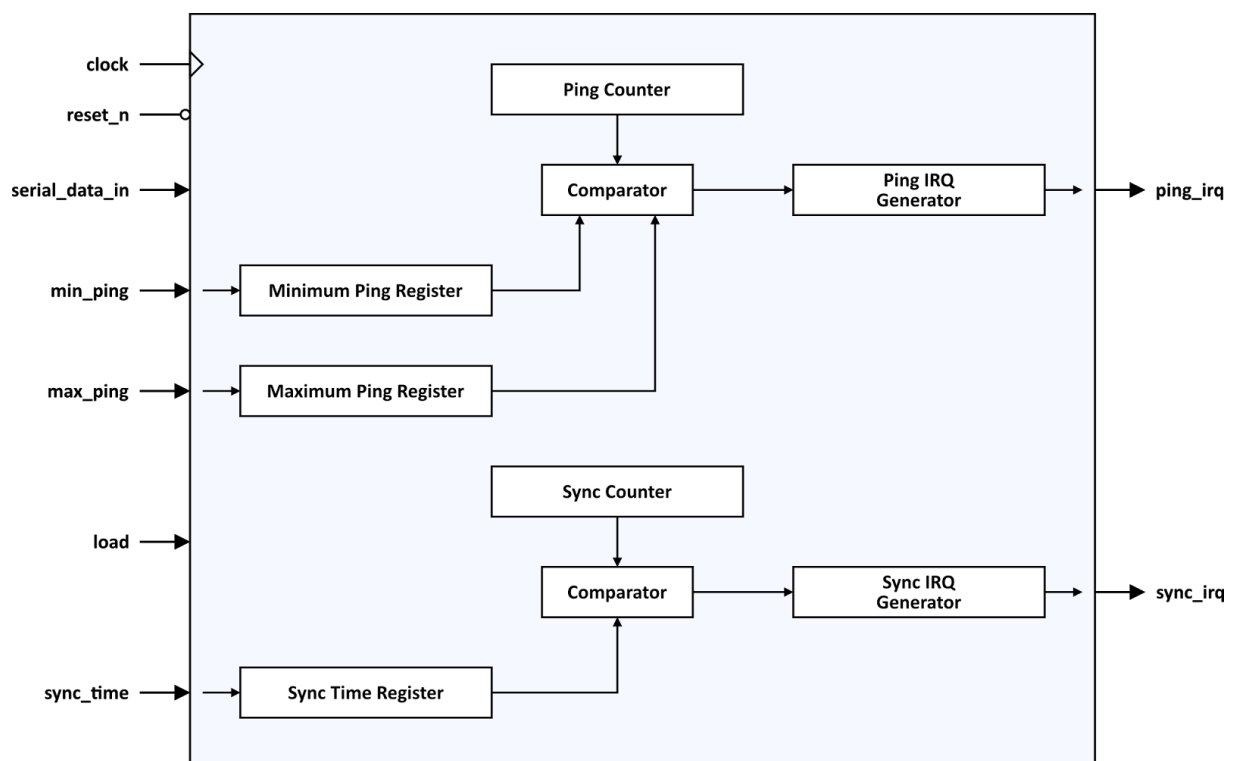 clock
Ping Counter
reset_n
serial_data_in
Comparator
Ping IRQ
Generator
ping_irq
min_ping
Minimum Ping Register
max_ping
Maximum Ping Register
Sync Counter
load
Comparator
Sync IRQ
Generator
sync_irq
sync_time
Sync Time Register